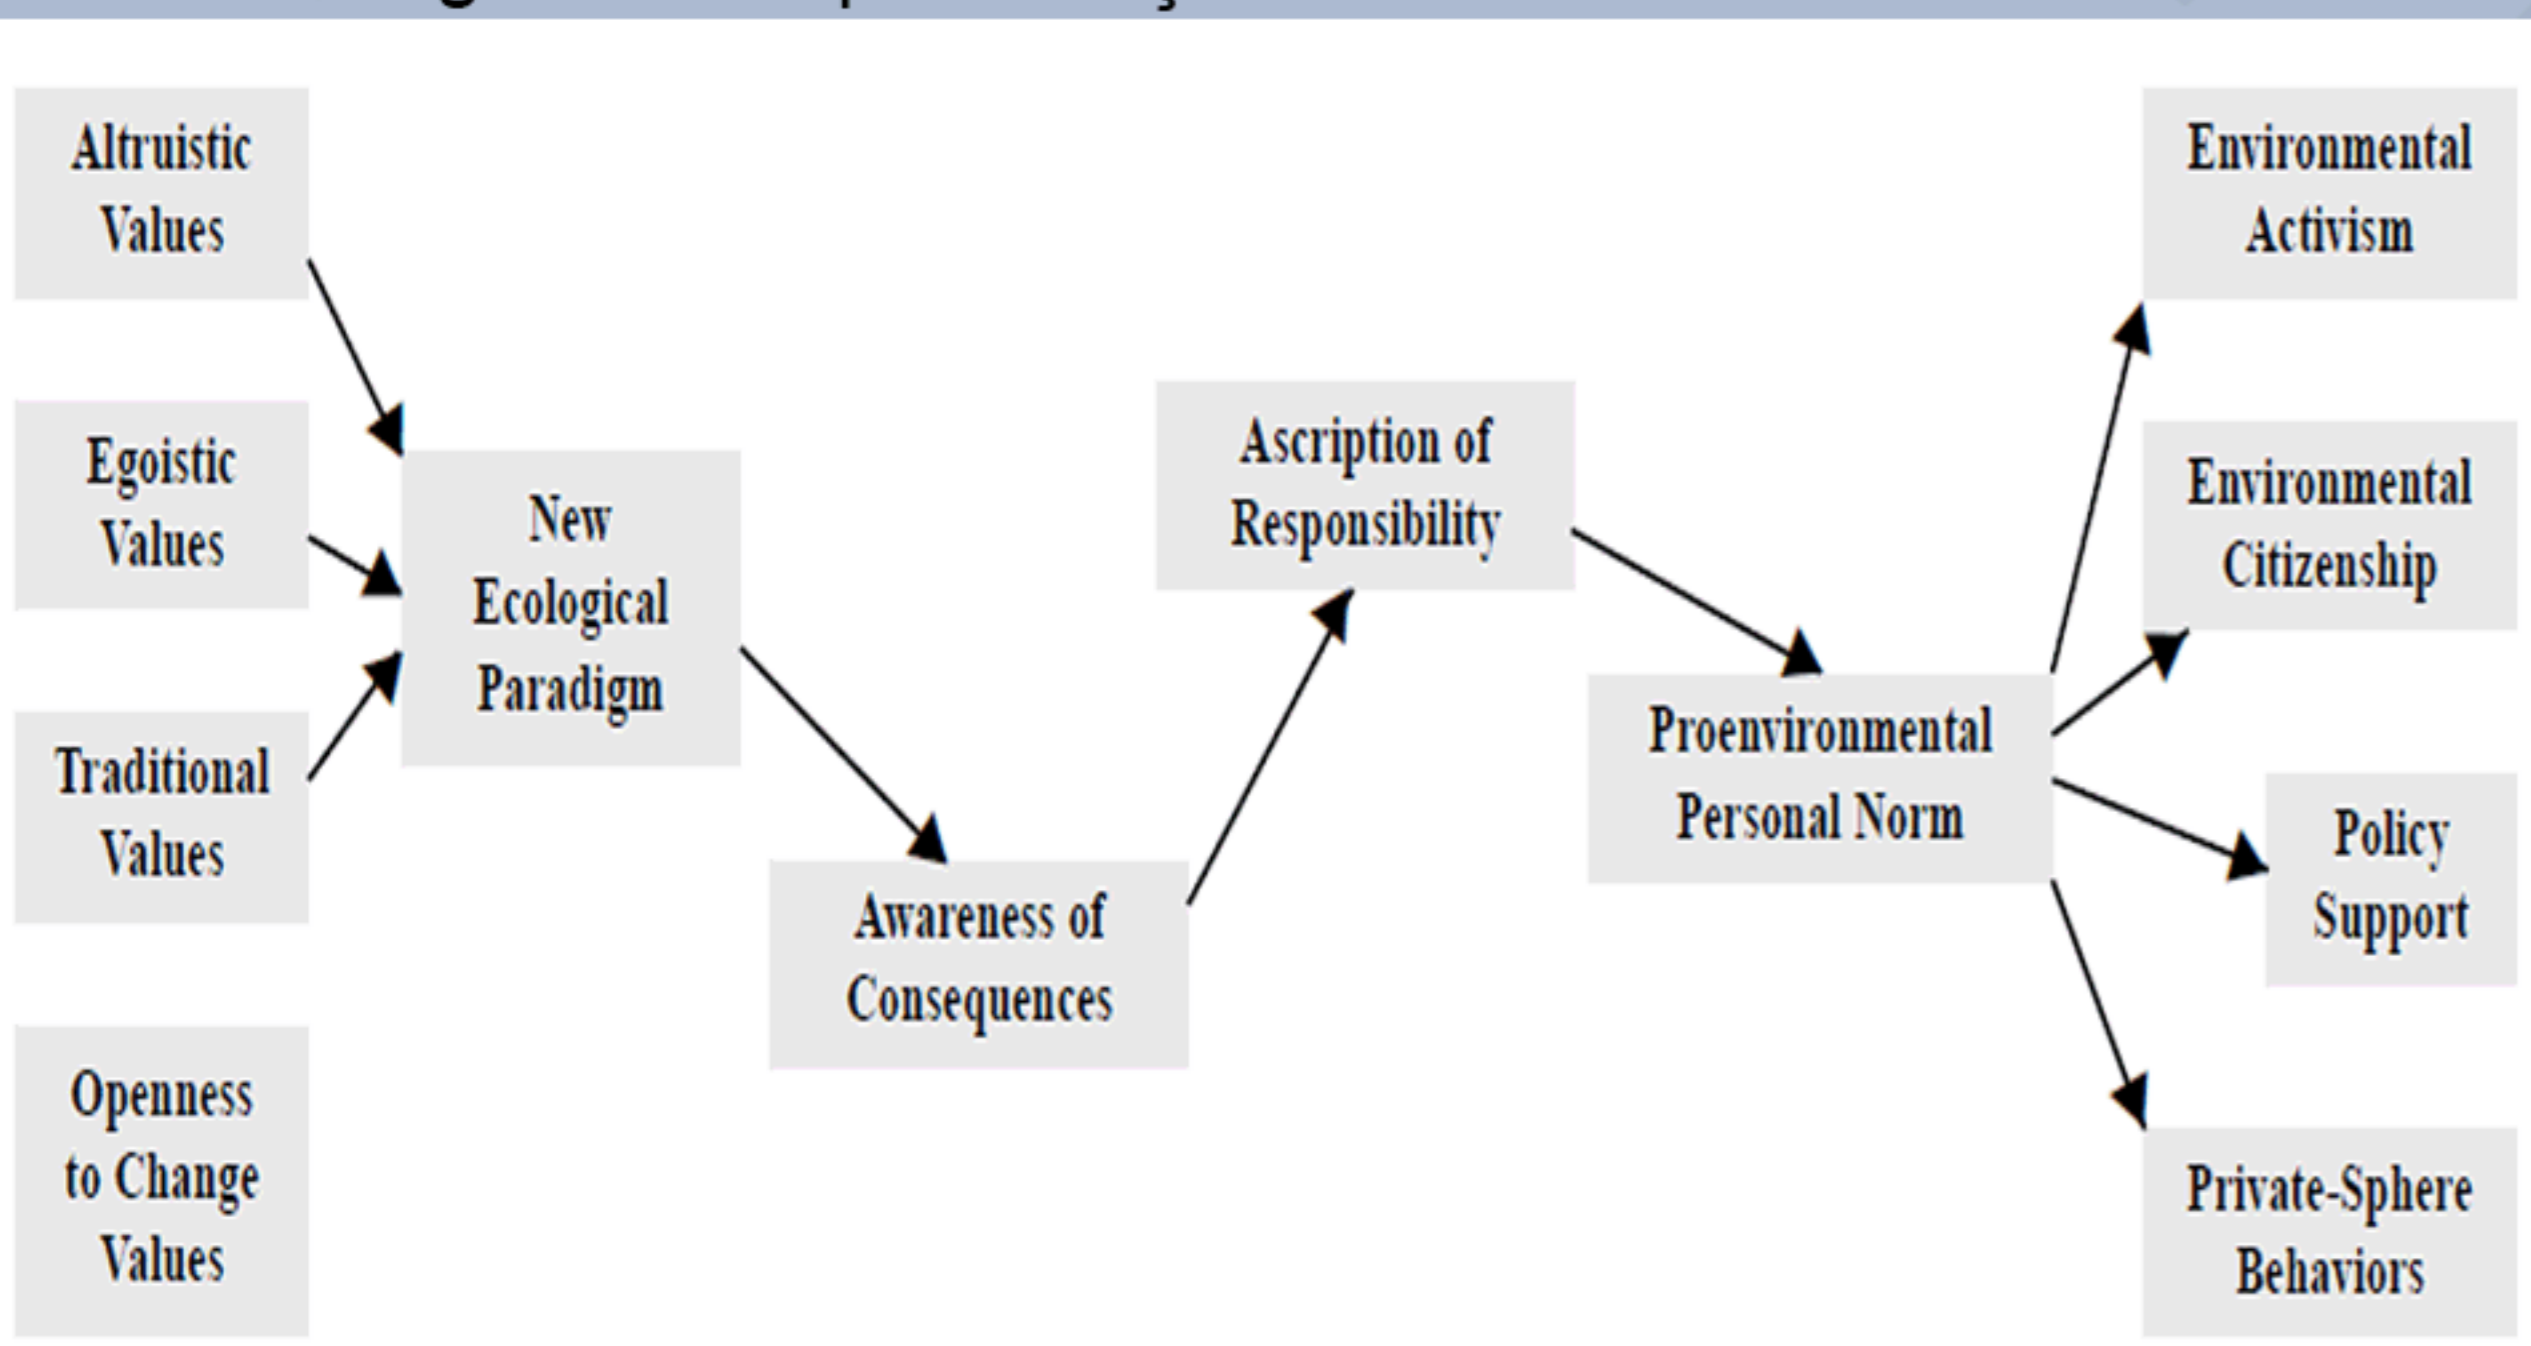 Altruistic
Values
Egoistic
Values
Traditional
Values
Openness
to Change
Values
New
Ecological
Paradigm
Awareness of
Consequences
Ascription of
Responsibility
Proenvironmental
Personal Norm
Environmental
Activism
Environmental
Citizenship
Policy
Support
Private-Sphere
Behaviors